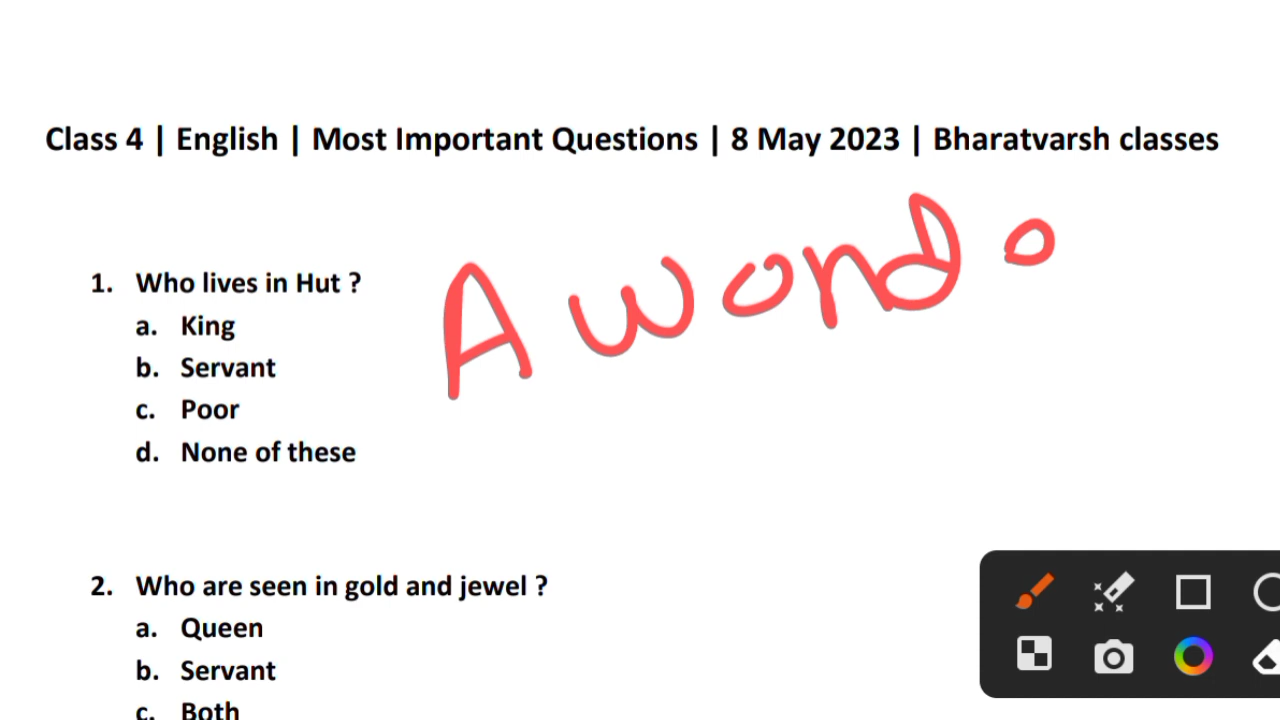 Class 4 | English | Most Important Questions | 8 May 2023 | Bharatvarsh classes
A wondo
1. Who lives in Hut ?
a. King
b. Servant
c. Poor
d. None of these
2. Who are seen in gold and jewel ?
a. Queen
b. Servant
c. Both